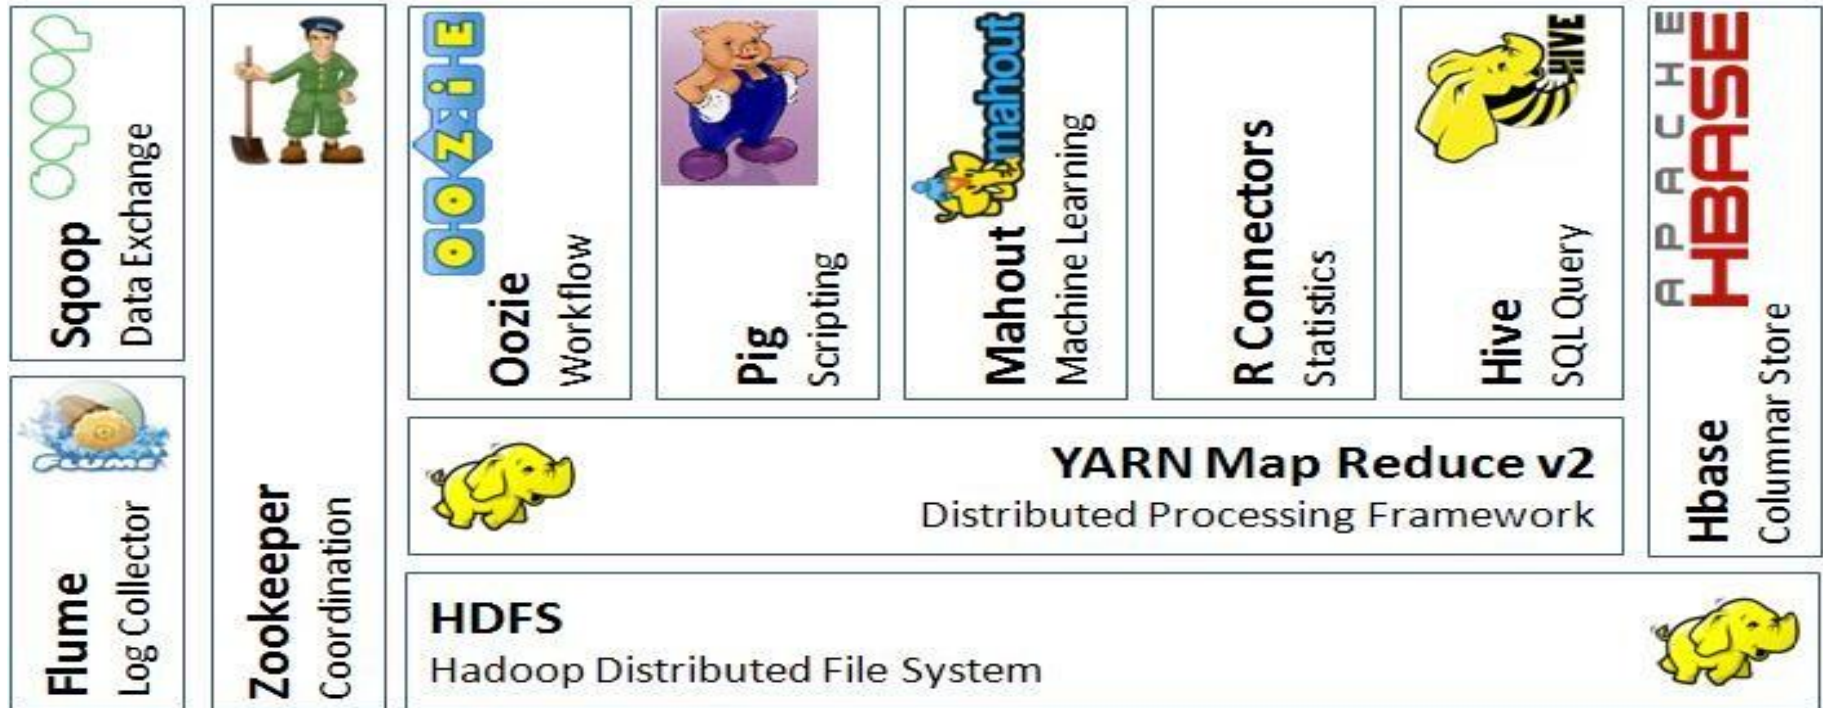 sqoop
Sqoop
Data Exchange
FLUME
Flume
Log Collector
Zookeeper
Coordination
OOZiE
Oozie
Workflow
Pig
Scripting
mahout
Mahout
Machine Learning
R Connectors
Statistics
HIVE
Hive
SQL Query
APACHE
HBASE
Hbase
Columnar Store
YARN Map Reduce v2
Distributed Processing Framework
HDFS
Hadoop Distributed File System